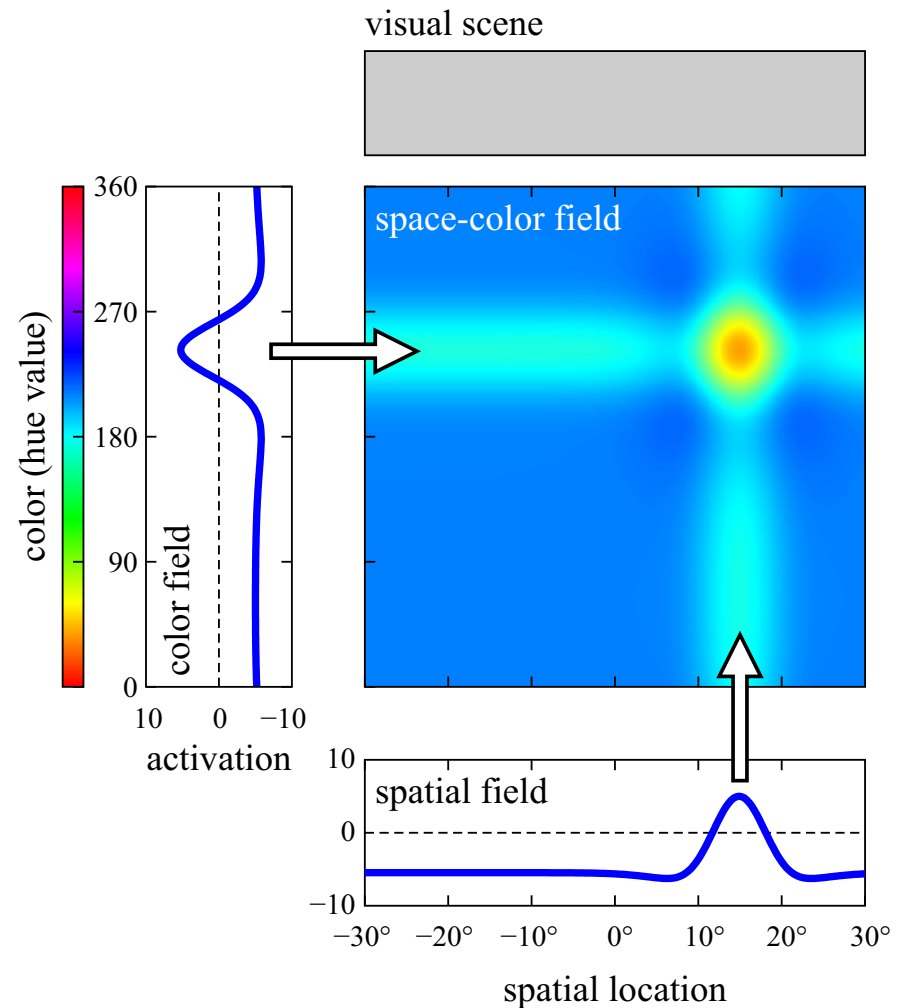 visual scene
space-color field
color (hue value)
360
270
180
90
0
color field
10 0 −10
activation
spatial field
10
0
−10
−30° −20° −10° 0° 10° 20° 30°
spatial location